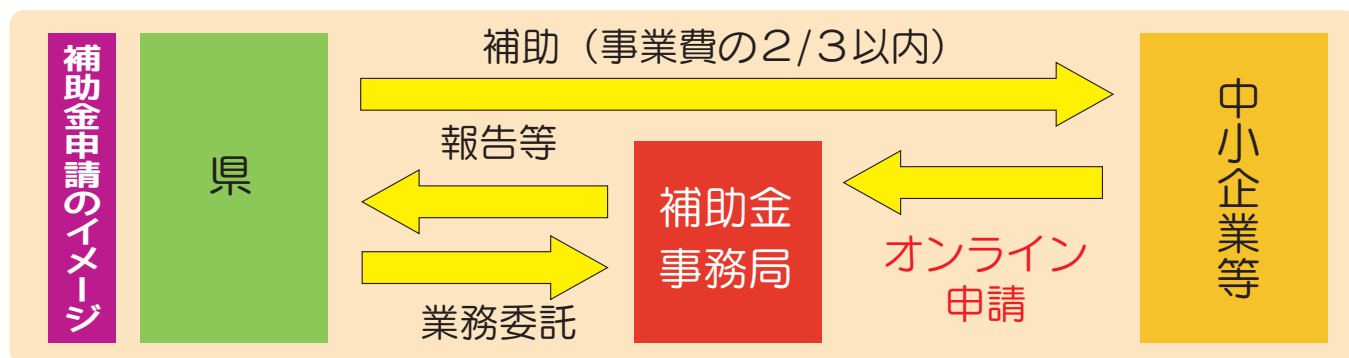 補助金申請のイメージ
県
補助（事業費の２/３以内）
報告等
業務委託
補助金
事務局
オンライン
申請
中小企業等